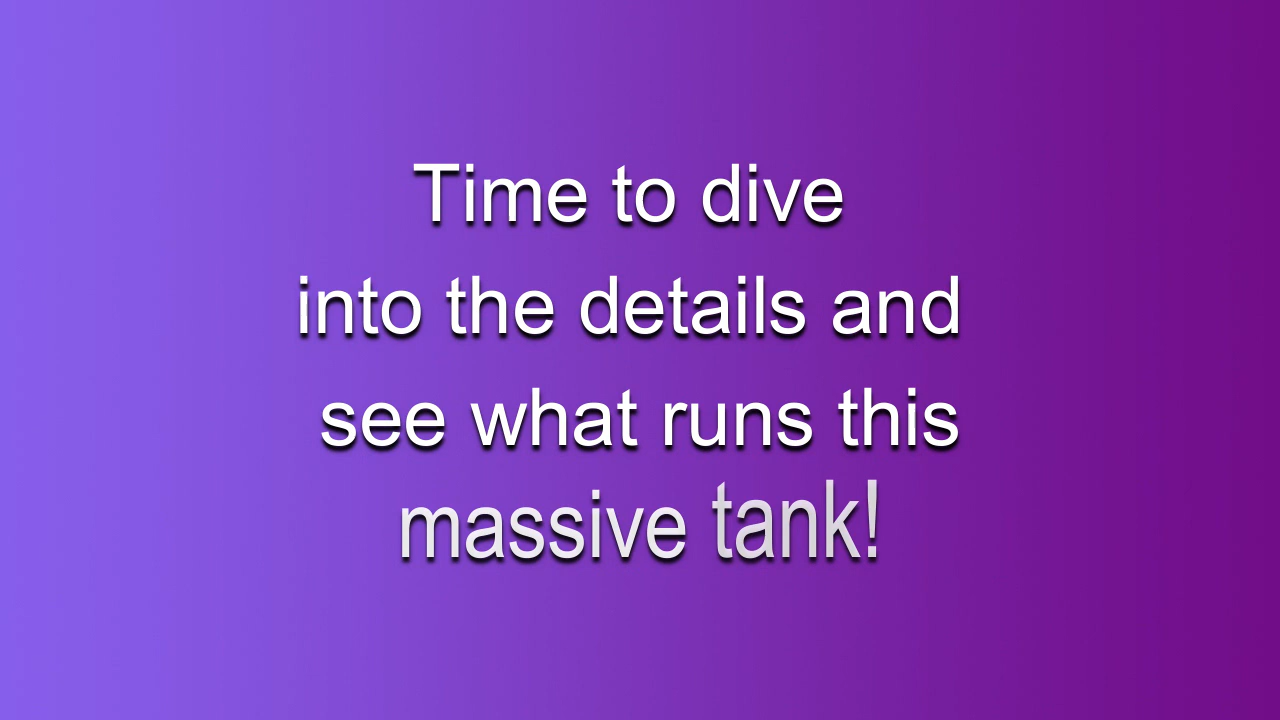 Time to dive
into the details and
see what runs this
massive tank!